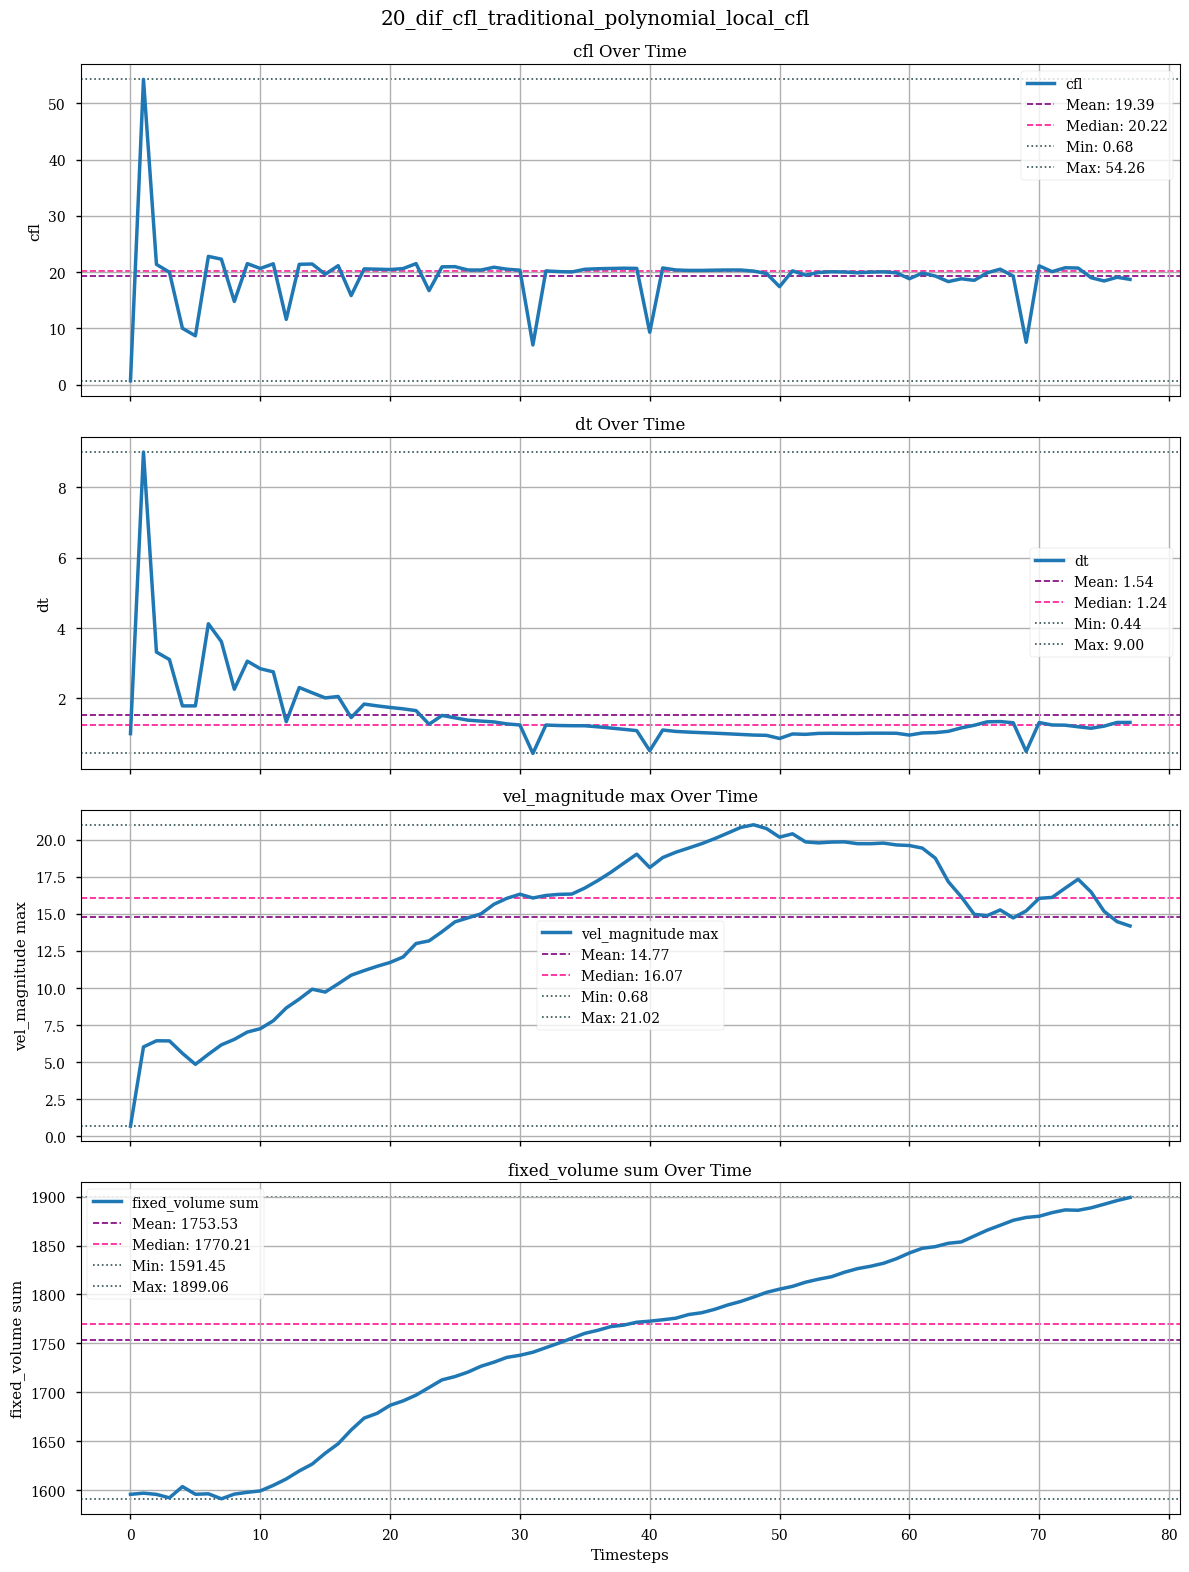 20_dif_cfl_traditional_polynomial_local_cfl
cfl Over Time
cfl
50
40
30
20
10
0
cfl
Mean: 19.39
Median: 20.22
Min: 0.68
Max: 54.26
dt Over Time
dt
8
6
4
2
dt
Mean: 1.54
Median: 1.24
Min: 0.44
Max: 9.00
vel_magnitude max Over Time
vel_magnitude max
20.0
17.5
15.0
12.5
10.0
7.5
5.0
2.5
0.0
vel_magnitude max
Mean: 14.77
Median: 16.07
Min: 0.68
Max: 21.02
fixed_volume sum Over Time
fixed_volume sum
1900
1850
1800
1750
1700
1650
1600
fixed_volume sum
Mean: 1753.53
Median: 1770.21
Min: 1591.45
Max: 1899.06
0 10 20 30 40 50 60 70 80
Timesteps